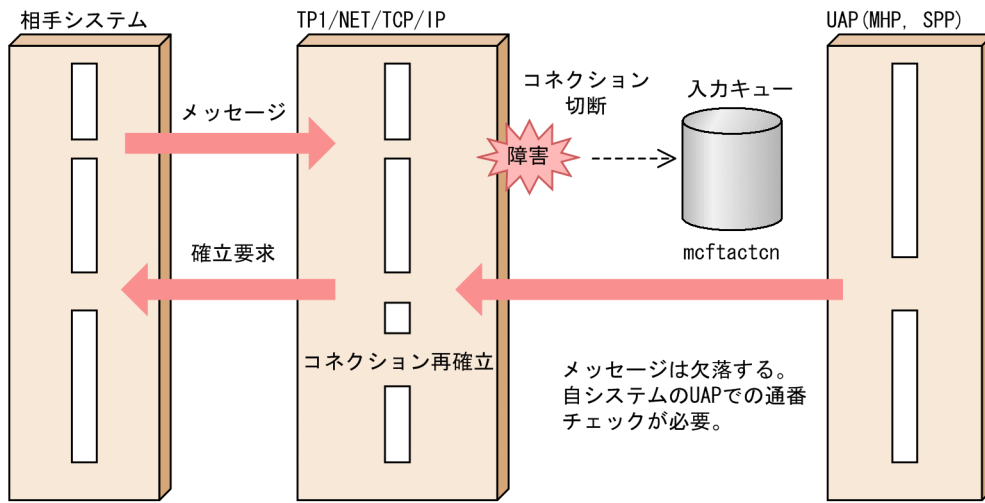 相手システム
TP1/NET/TCP/IP
UAP(MHP, SPP)
メッセージ
コネクション
切断
入力キュー
障害
確立要求
mcftactcn
コネクション再確立
メッセージは欠落する。
自システムのUAPでの通番
チェックが必要。